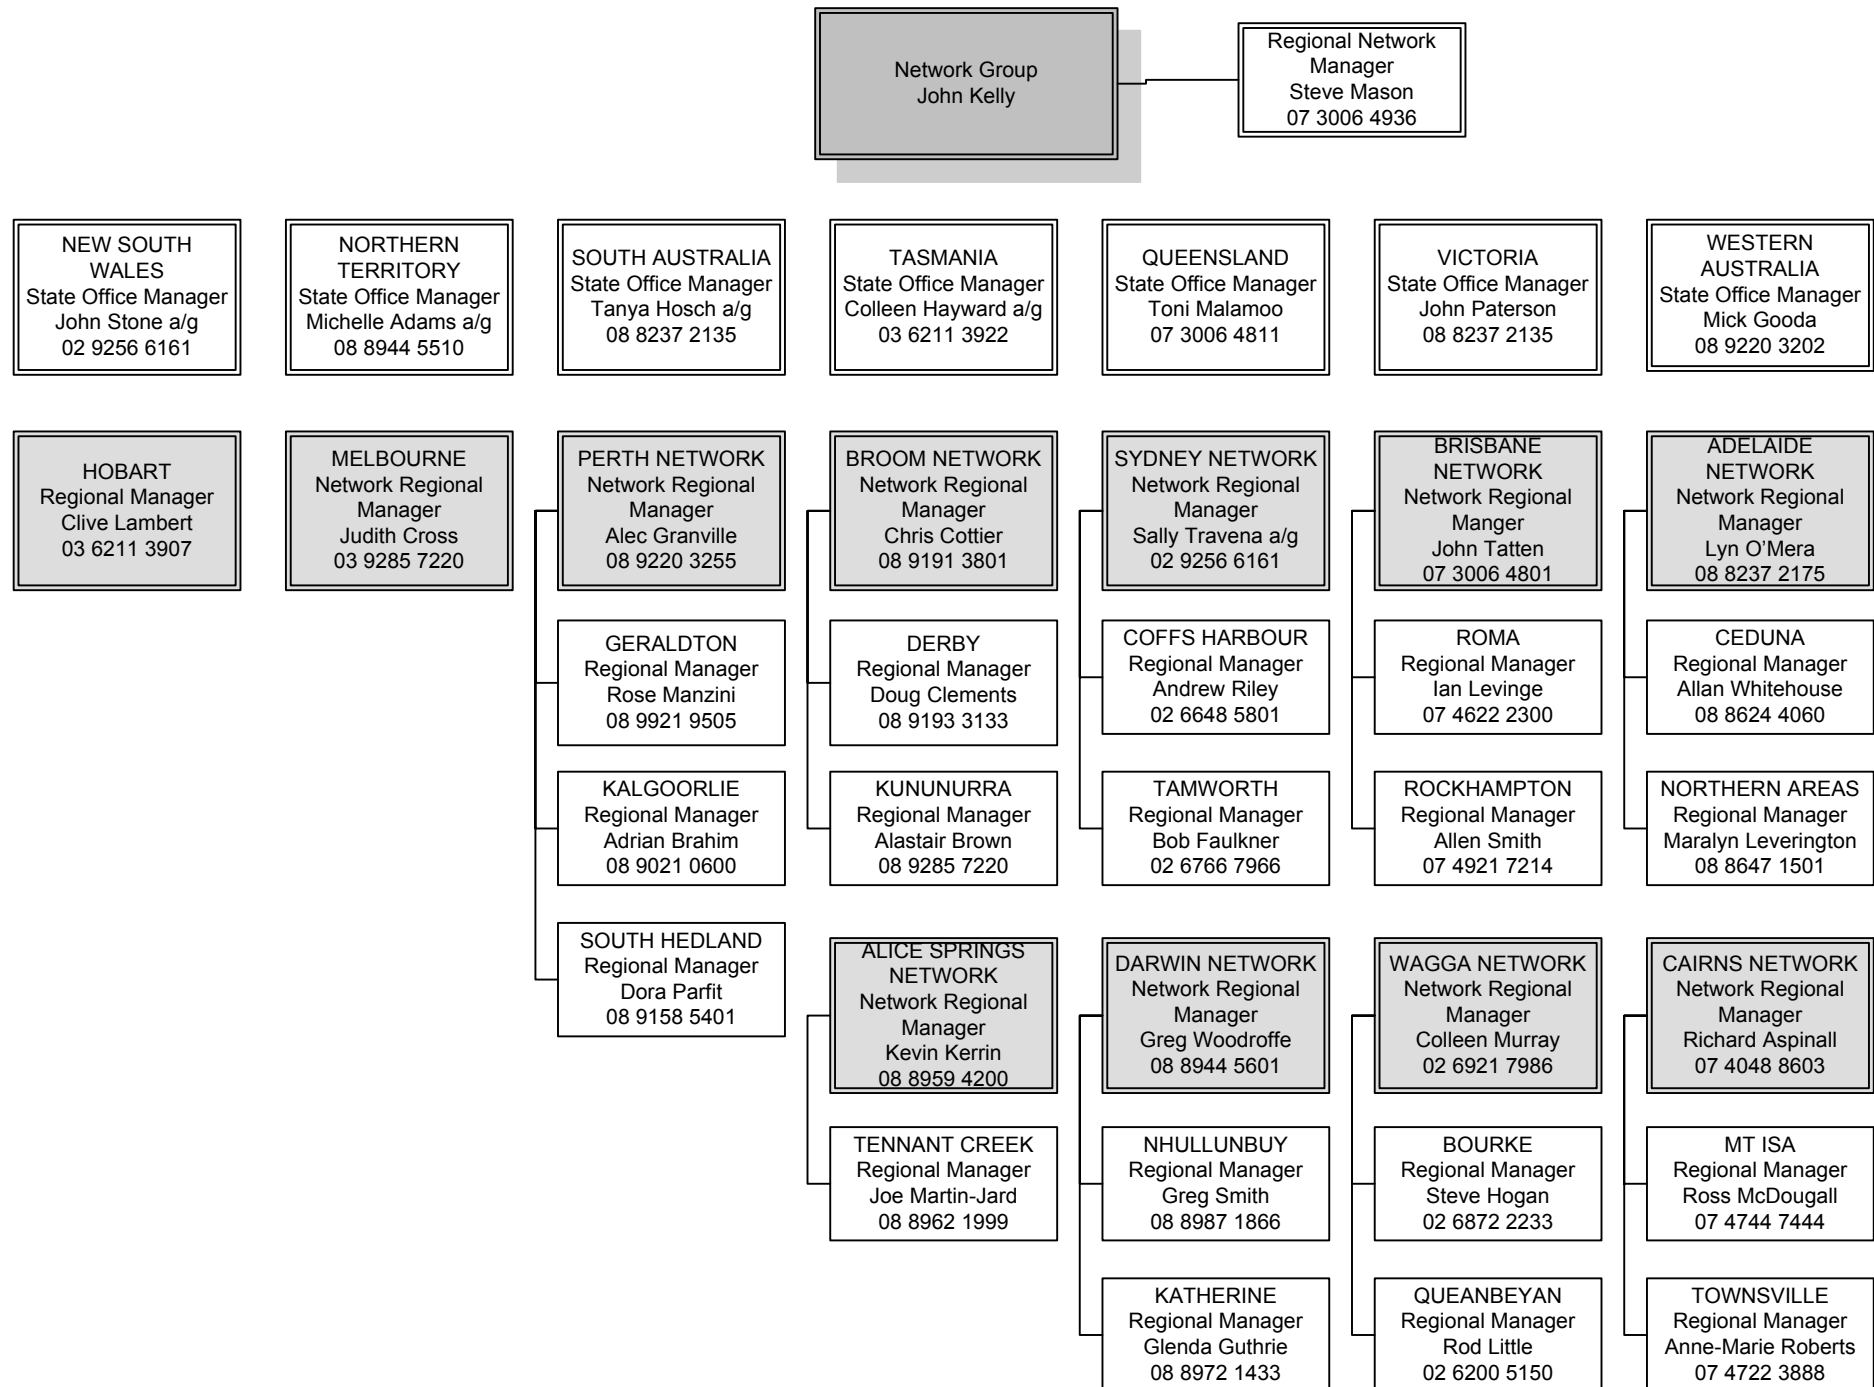 Network Group
John Kelly
Regional Network
Manager
Steve Mason
07 3006 4936
NEW SOUTH
WALES
State Office Manager
John Stone a/g
02 9256 6161
NORTHERN
TERRITORY
State Office Manager
Michelle Adams a/g
08 8944 5510
SOUTH AUSTRALIA
State Office Manager
Tanya Hosch a/g
08 8237 2135
TASMANIA
State Office Manager
Colleen Hayward a/g
03 6211 3922
QUEENSLAND
State Office Manager
Toni Malamoo
07 3006 4811
VICTORIA
State Office Manager
John Paterson
08 8237 2135
WESTERN
AUSTRALIA
State Office Manager
Mick Gooda
08 9220 3202
HOBART
Regional Manager
Clive Lambert
03 6211 3907
MELBOURNE
Network Regional
Manager
Judith Cross
03 9285 7220
PERTH NETWORK
Network Regional
Manager
Alec Granville
08 9220 3255
BROOM NETWORK
Network Regional
Manager
Chris Cottier
08 9191 3801
SYDNEY NETWORK
Network Regional
Manager
Sally Travena a/g
02 9256 6161
BRISBANE
NETWORK
Network Regional
Manger
John Tatten
07 3006 4801
ADELAIDE
NETWORK
Network Regional
Manager
Lyn O’Mera
08 8237 2175
GERALDTON
Regional Manager
Rose Manzini
08 9921 9505
DERBY
Regional Manager
Doug Clements
08 9193 3133
COFFS HARBOUR
Regional Manager
Andrew Riley
02 6648 5801
ROMA
Regional Manager
Ian Levinge
07 4622 2300
CEDUNA
Regional Manager
Allan Whitehouse
08 8624 4060
KALGOORLIE
Regional Manager
Adrian Brahim
08 9021 0600
KUNUNURRA
Regional Manager
Alastair Brown
08 9285 7220
TAMWORTH
Regional Manager
Bob Faulkner
02 6766 7966
ROCKHAMPTON
Regional Manager
Allen Smith
07 4921 7214
NORTHERN AREAS
Regional Manager
Maralyn Leverington
08 8647 1501
SOUTH HEDLAND
Regional Manager
Dora Parfit
08 9158 5401
ALICE SPRINGS
NETWORK
Network Regional
Manager
Kevin Kerrin
08 8959 4200
DARWIN NETWORK
Network Regional
Manager
Greg Woodroffe
08 8944 5601
WAGGA NETWORK
Network Regional
Manager
Colleen Murray
02 6921 7986
CAIRNS NETWORK
Network Regional
Manager
Richard Aspinall
07 4048 8603
TENNANT CREEK
Regional Manager
Joe Martin-Jard
08 8962 1999
NHULLUNBUY
Regional Manager
Greg Smith
08 8987 1866
BOURKE
Regional Manager
Steve Hogan
02 6872 2233
MT ISA
Regional Manager
Ross McDougall
07 4744 7444
KATHERINE
Regional Manager
Glenda Guthrie
08 8972 1433
QUEANBEYAN
Regional Manager
Rod Little
02 6200 5150
TOWNSVILLE
Regional Manager
Anne-Marie Roberts
07 4722 3888